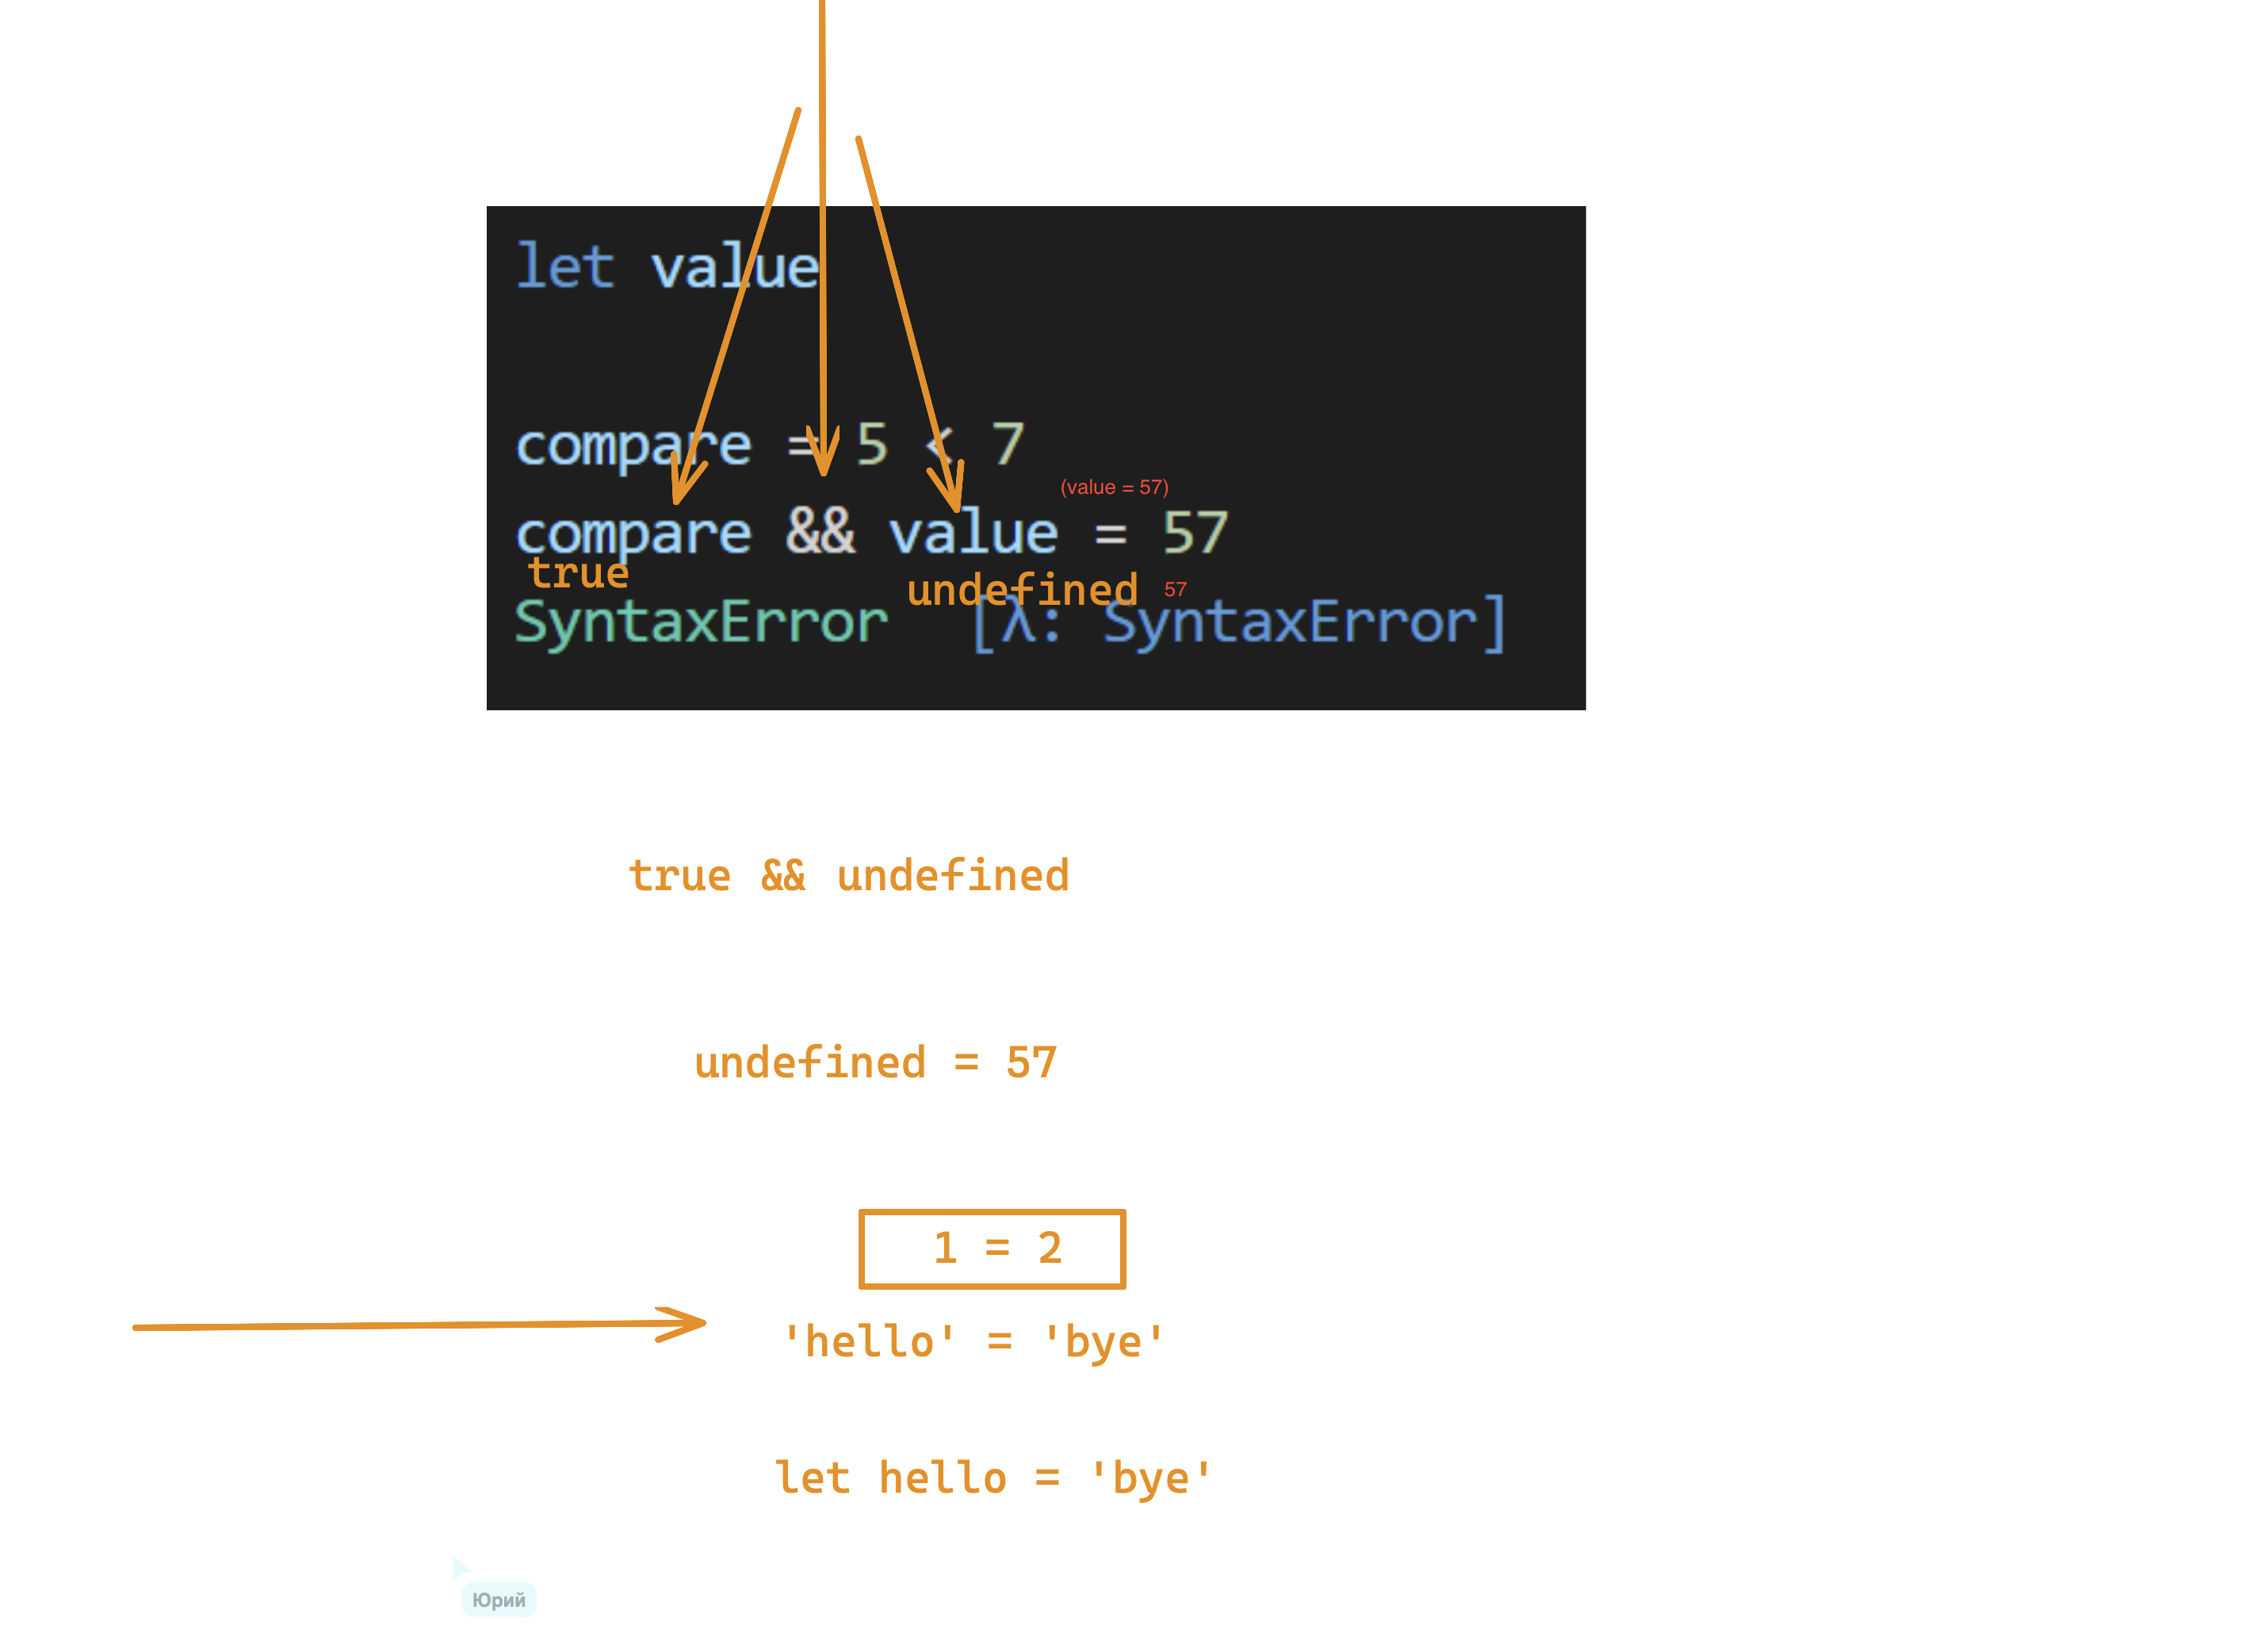 let value
compare = 5 < 7
(value = 57)
compare && value = 57
true undefined 57
SyntaxError [λ: SyntaxError]
true && undefined
undefined = 57
1 = 2
'hello' = 'bye'
let hello = 'bye'
Юрий